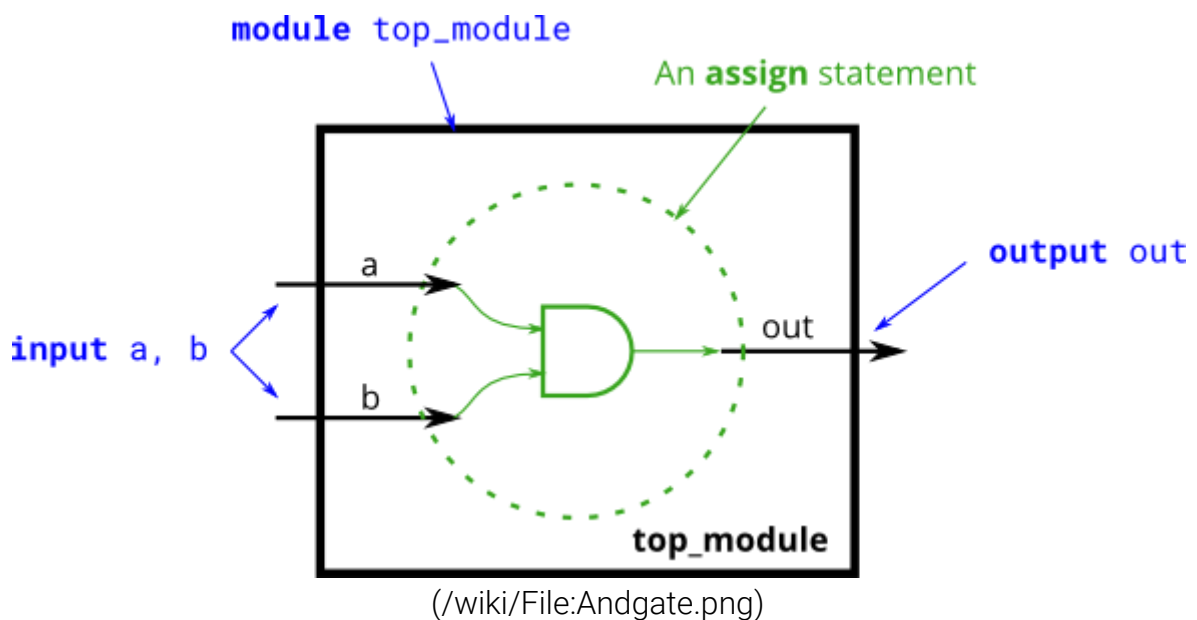 module top_module
An assign statement
a
output out
out
input a, b
b
top_module
(/wiki/File:Andgate.png)